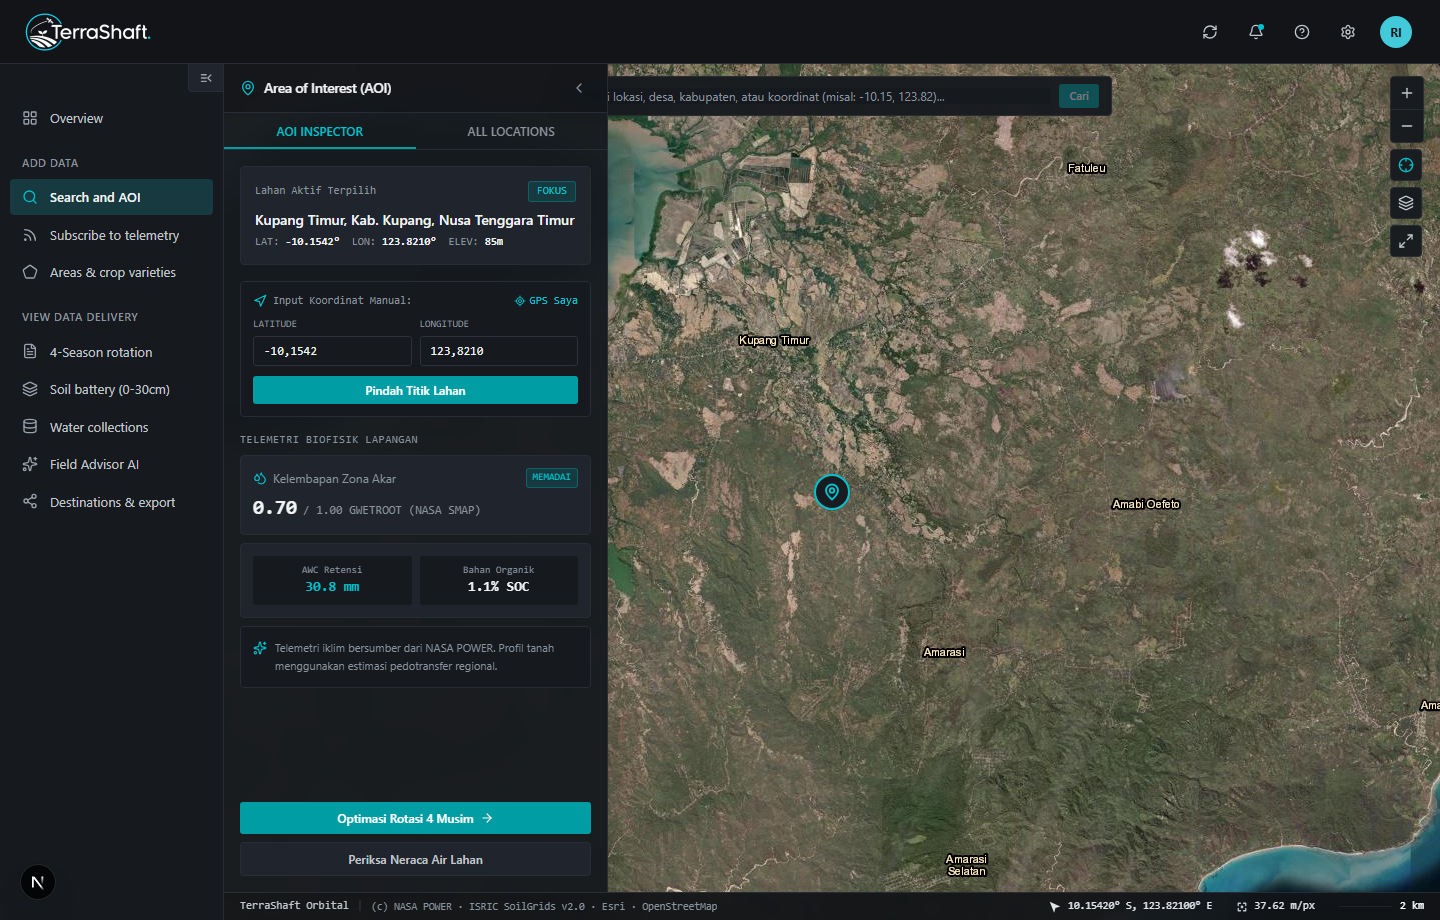 TerraShaft.
RI
Overview
ADD DATA
Search and AOI
Subscribe to telemetry
Areas & crop varieties
VIEW DATA DELIVERY
4-Season rotation
Soil battery (0-30cm)
Water collections
Field Advisor AI
Destinations & export
N
Area of Interest (AOI)
AOI INSPECTOR
ALL LOCATIONS
Lahan Aktif Terpilih
FOKUS
Kupang Timur, Kab. Kupang, Nusa Tenggara Timur
LAT: -10.1542° LON: 123.8210° ELEV: 85m
Input Koordinat Manual:
GPS Saya
LATITUDE
LONGITUDE
-10,1542
123,8210
Pindah Titik Lahan
TELEMETRI BIOFISIK LAPANGAN
Kelembapan Zona Akar
MEMADAI
0.70 / 1.00 GWETROOT (NASA SMAP)
AWC Retensi
30.8 mm
Bahan Organik
1.1% SOC
Telemetri iklim bersumber dari NASA POWER. Profil tanah
menggunakan estimasi pedotransfer regional.
Optimasi Rotasi 4 Musim →
Periksa Neraca Air Lahan
i lokasi, desa, kabupaten, atau koordinat (misal: -10.15, 123.82)...
Cari
Fatuleu
Kupang Timur
Amabi Oefeto
Amarasi
Ama
Amarasi
Selatan
TerraShaft Orbital
(c) NASA POWER · ISRIC SoilGrids v2.0 · Esri · OpenStreetMap
10.15420° S, 123.82100° E
37.62 m/px
2 km